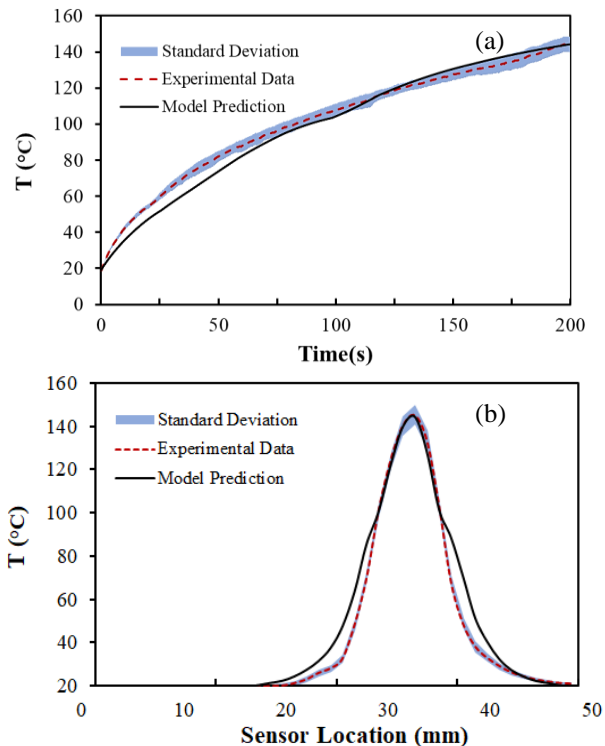 160
140
120
100
80
60
40
20
0
T (°C)
(a)
Standard Deviation
Experimental Data
Model Prediction
0
50
100
150
200
Time(s)
160
140
120
100
80
60
40
20
T (°C)
(b)
Standard Deviation
Experimental Data
Model Prediction
0
10
20
30
40
50
Sensor Location (mm)